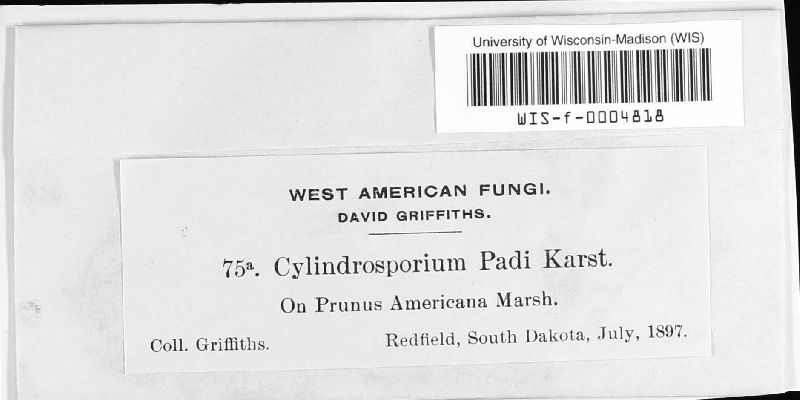 University of Wisconsin-Madison (WIS)
WIS-f-0004818
WEST AMERICAN FUNGI.
DAVID GRIFFITHS.
75ª. Cylindrosporium Padi Karst.
On Prunus Americana Marsh.
Coll. Griffiths. Redfield, South Dakota, July, 1897.